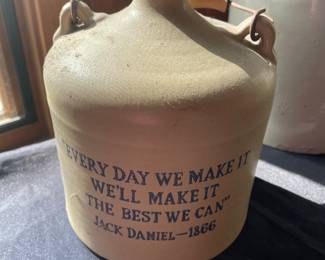 "EVERY DAY WE MAKE IT
WE'LL MAKE IT
THE BEST WE CAN"
JACK DANIEL—1866